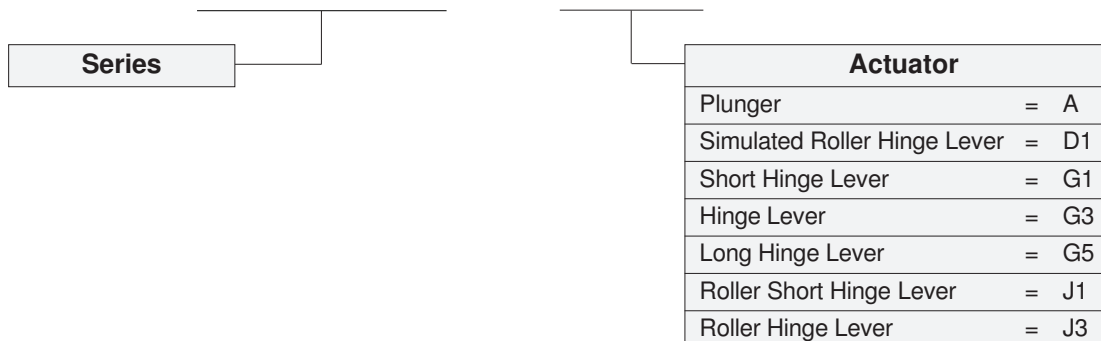 Series
Actuator
Plunger = A
Simulated Roller Hinge Lever = D1
Short Hinge Lever = G1
Hinge Lever = G3
Long Hinge Lever = G5
Roller Short Hinge Lever = J1
Roller Hinge Lever = J3